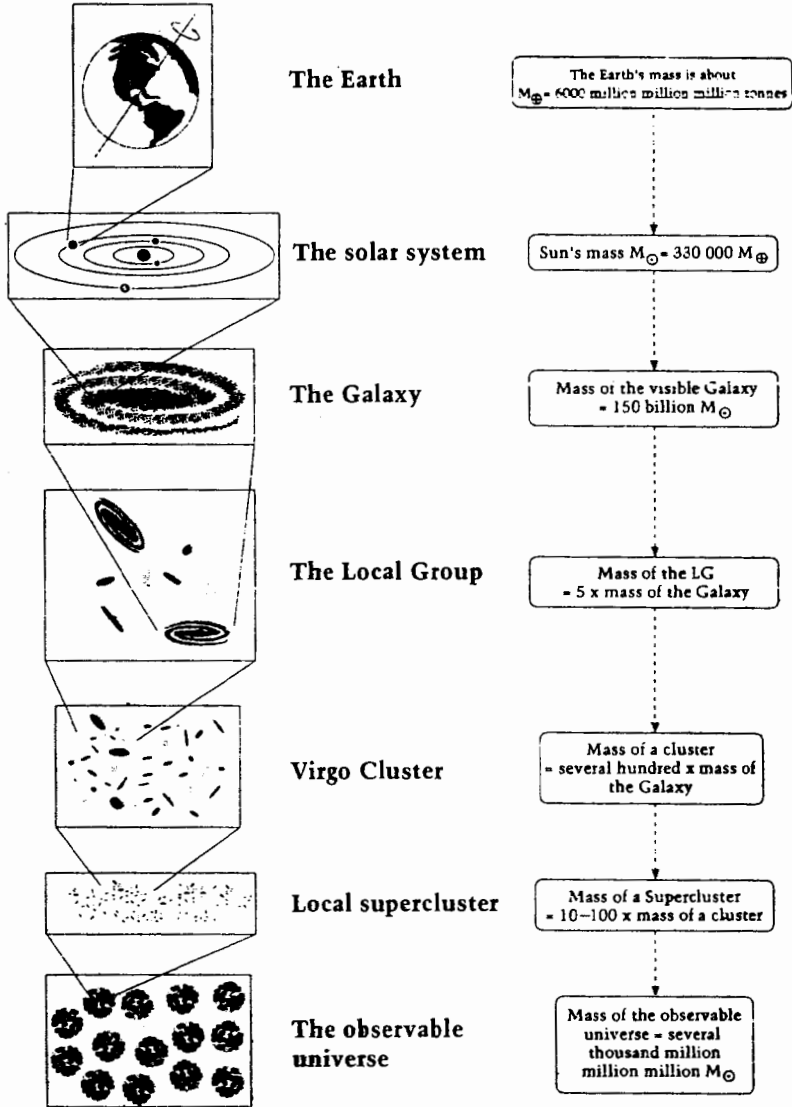 The Earth
The Earth's mass is about
M⊕= 6000 million million million tonnes
The solar system
Sun's mass M⊙= 330 000 M⊕
The Galaxy
Mass of the visible Galaxy
= 150 billion M⊙
The Local Group
Mass of the LG
= 5 x mass of the Galaxy
Virgo Cluster
Mass of a cluster
= several hundred x mass of
the Galaxy
Local supercluster
Mass of a Supercluster
= 10–100 x mass of a cluster
The observable
universe
Mass of the observable
universe = several
thousand million
million million M⊙